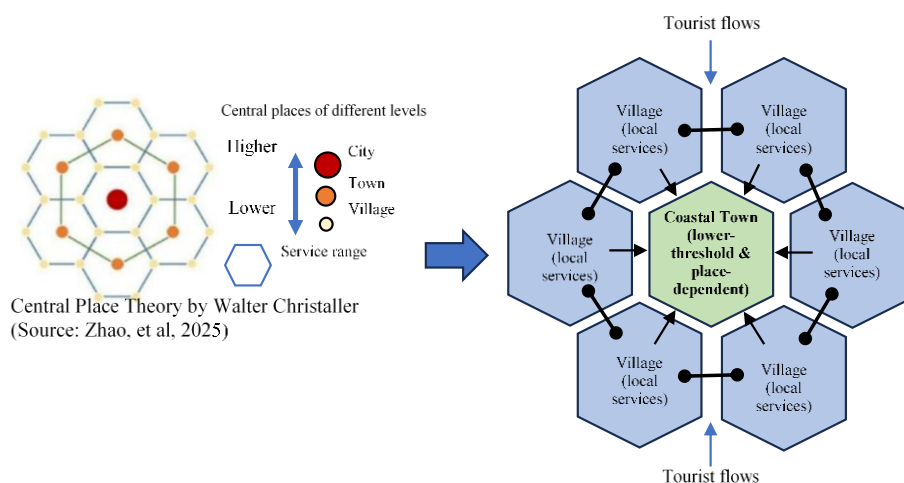 Central places of different levels
Higher
Lower
City
Town
Village
Service range
Central Place Theory by Walter Christaller
(Source: Zhao, et al, 2025)
Tourist flows
Village
(local
services)
Village
(local
services)
Village
(local
services)
Coastal Town
(lower-
threshold &
place-
dependent)
Village
(local
services)
Village
(local
services)
Village
(local
services)
Tourist flows